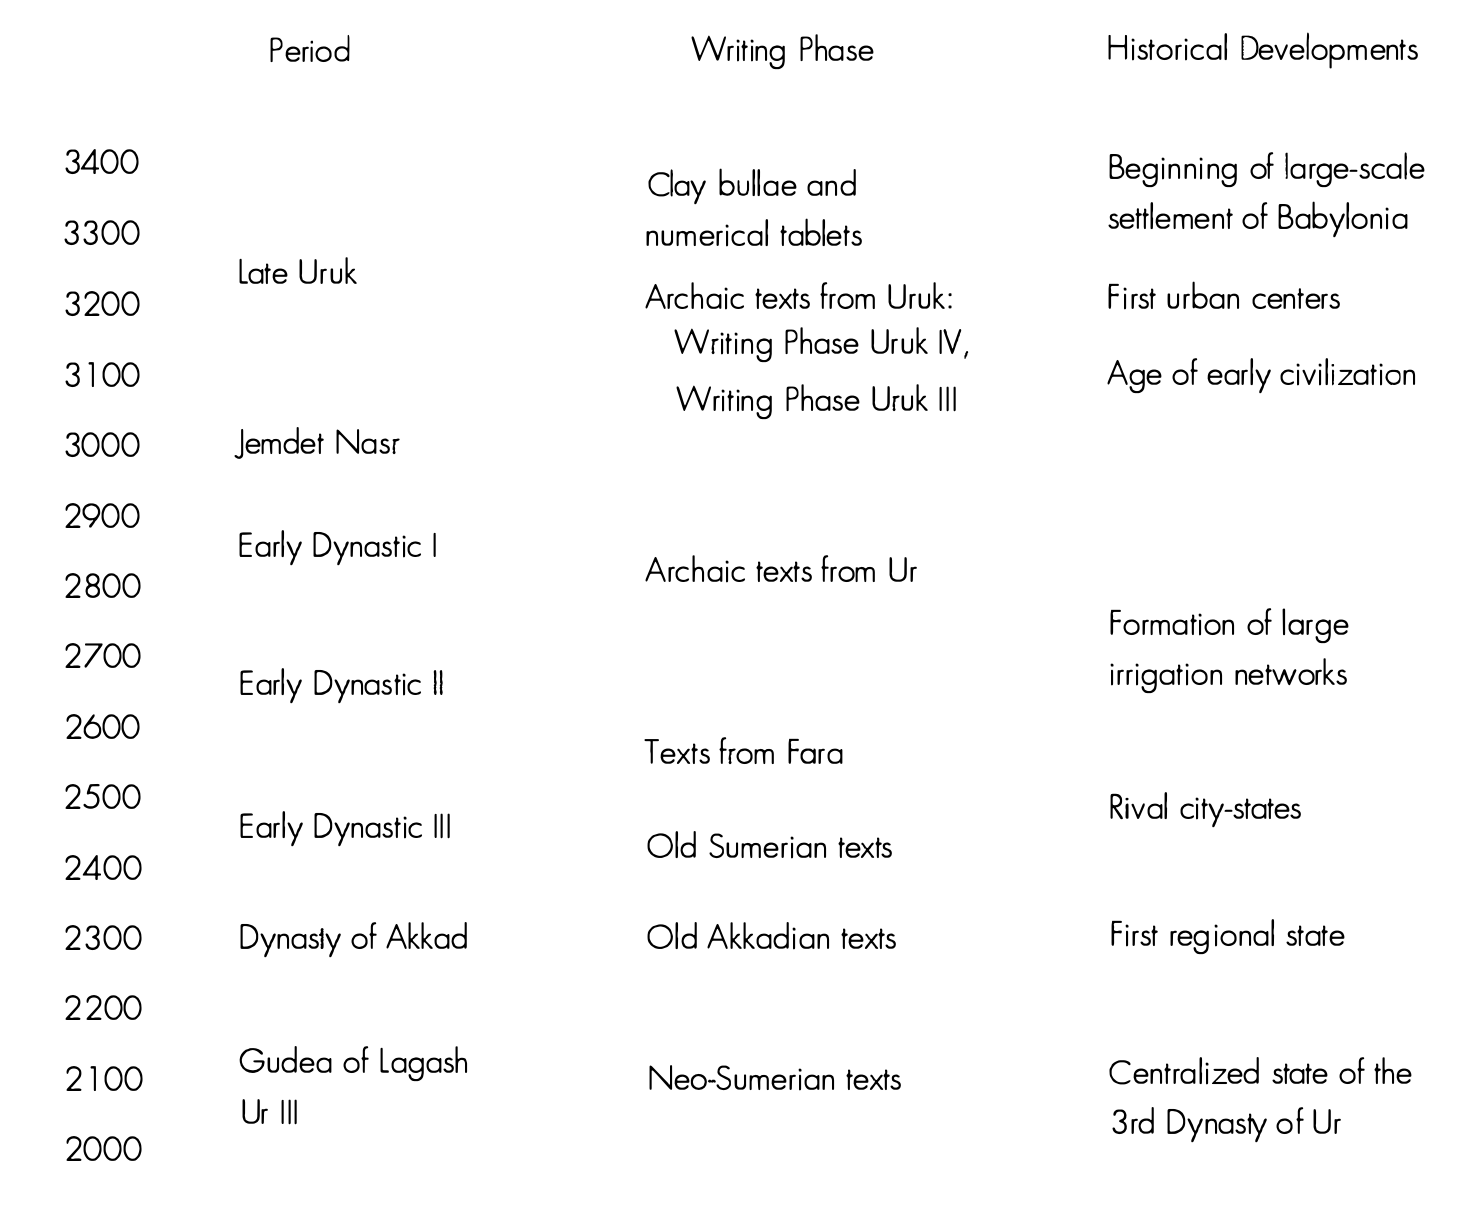 Period Writing Phase Historical Developments
3400 Beginning of large-scale
Clay bullae and
settlement of Babylonia
3300 numerical tablets
Late Uruk
3200 Archaic texts from Uruk: First urban centers
Writing Phase Uruk IV,
3100 Age of early civilization
Writing Phase Uruk III
3000 Jemdet Nasr
2900
Early Dynastic I
2800 Archaic texts from Ur
Formation of large
2700
irrigation networks
Early Dynastic II
2600
Texts from Fara
2500 Rival city-states
Early Dynastic III
Old Sumerian texts
2400
2300 Dynasty of Akkad Old Akkadian texts First regional state
2200
Gudea of Lagash
2100 Neo-Sumerian texts Centralized state of the
Ur III 3rd Dynasty of Ur
2000